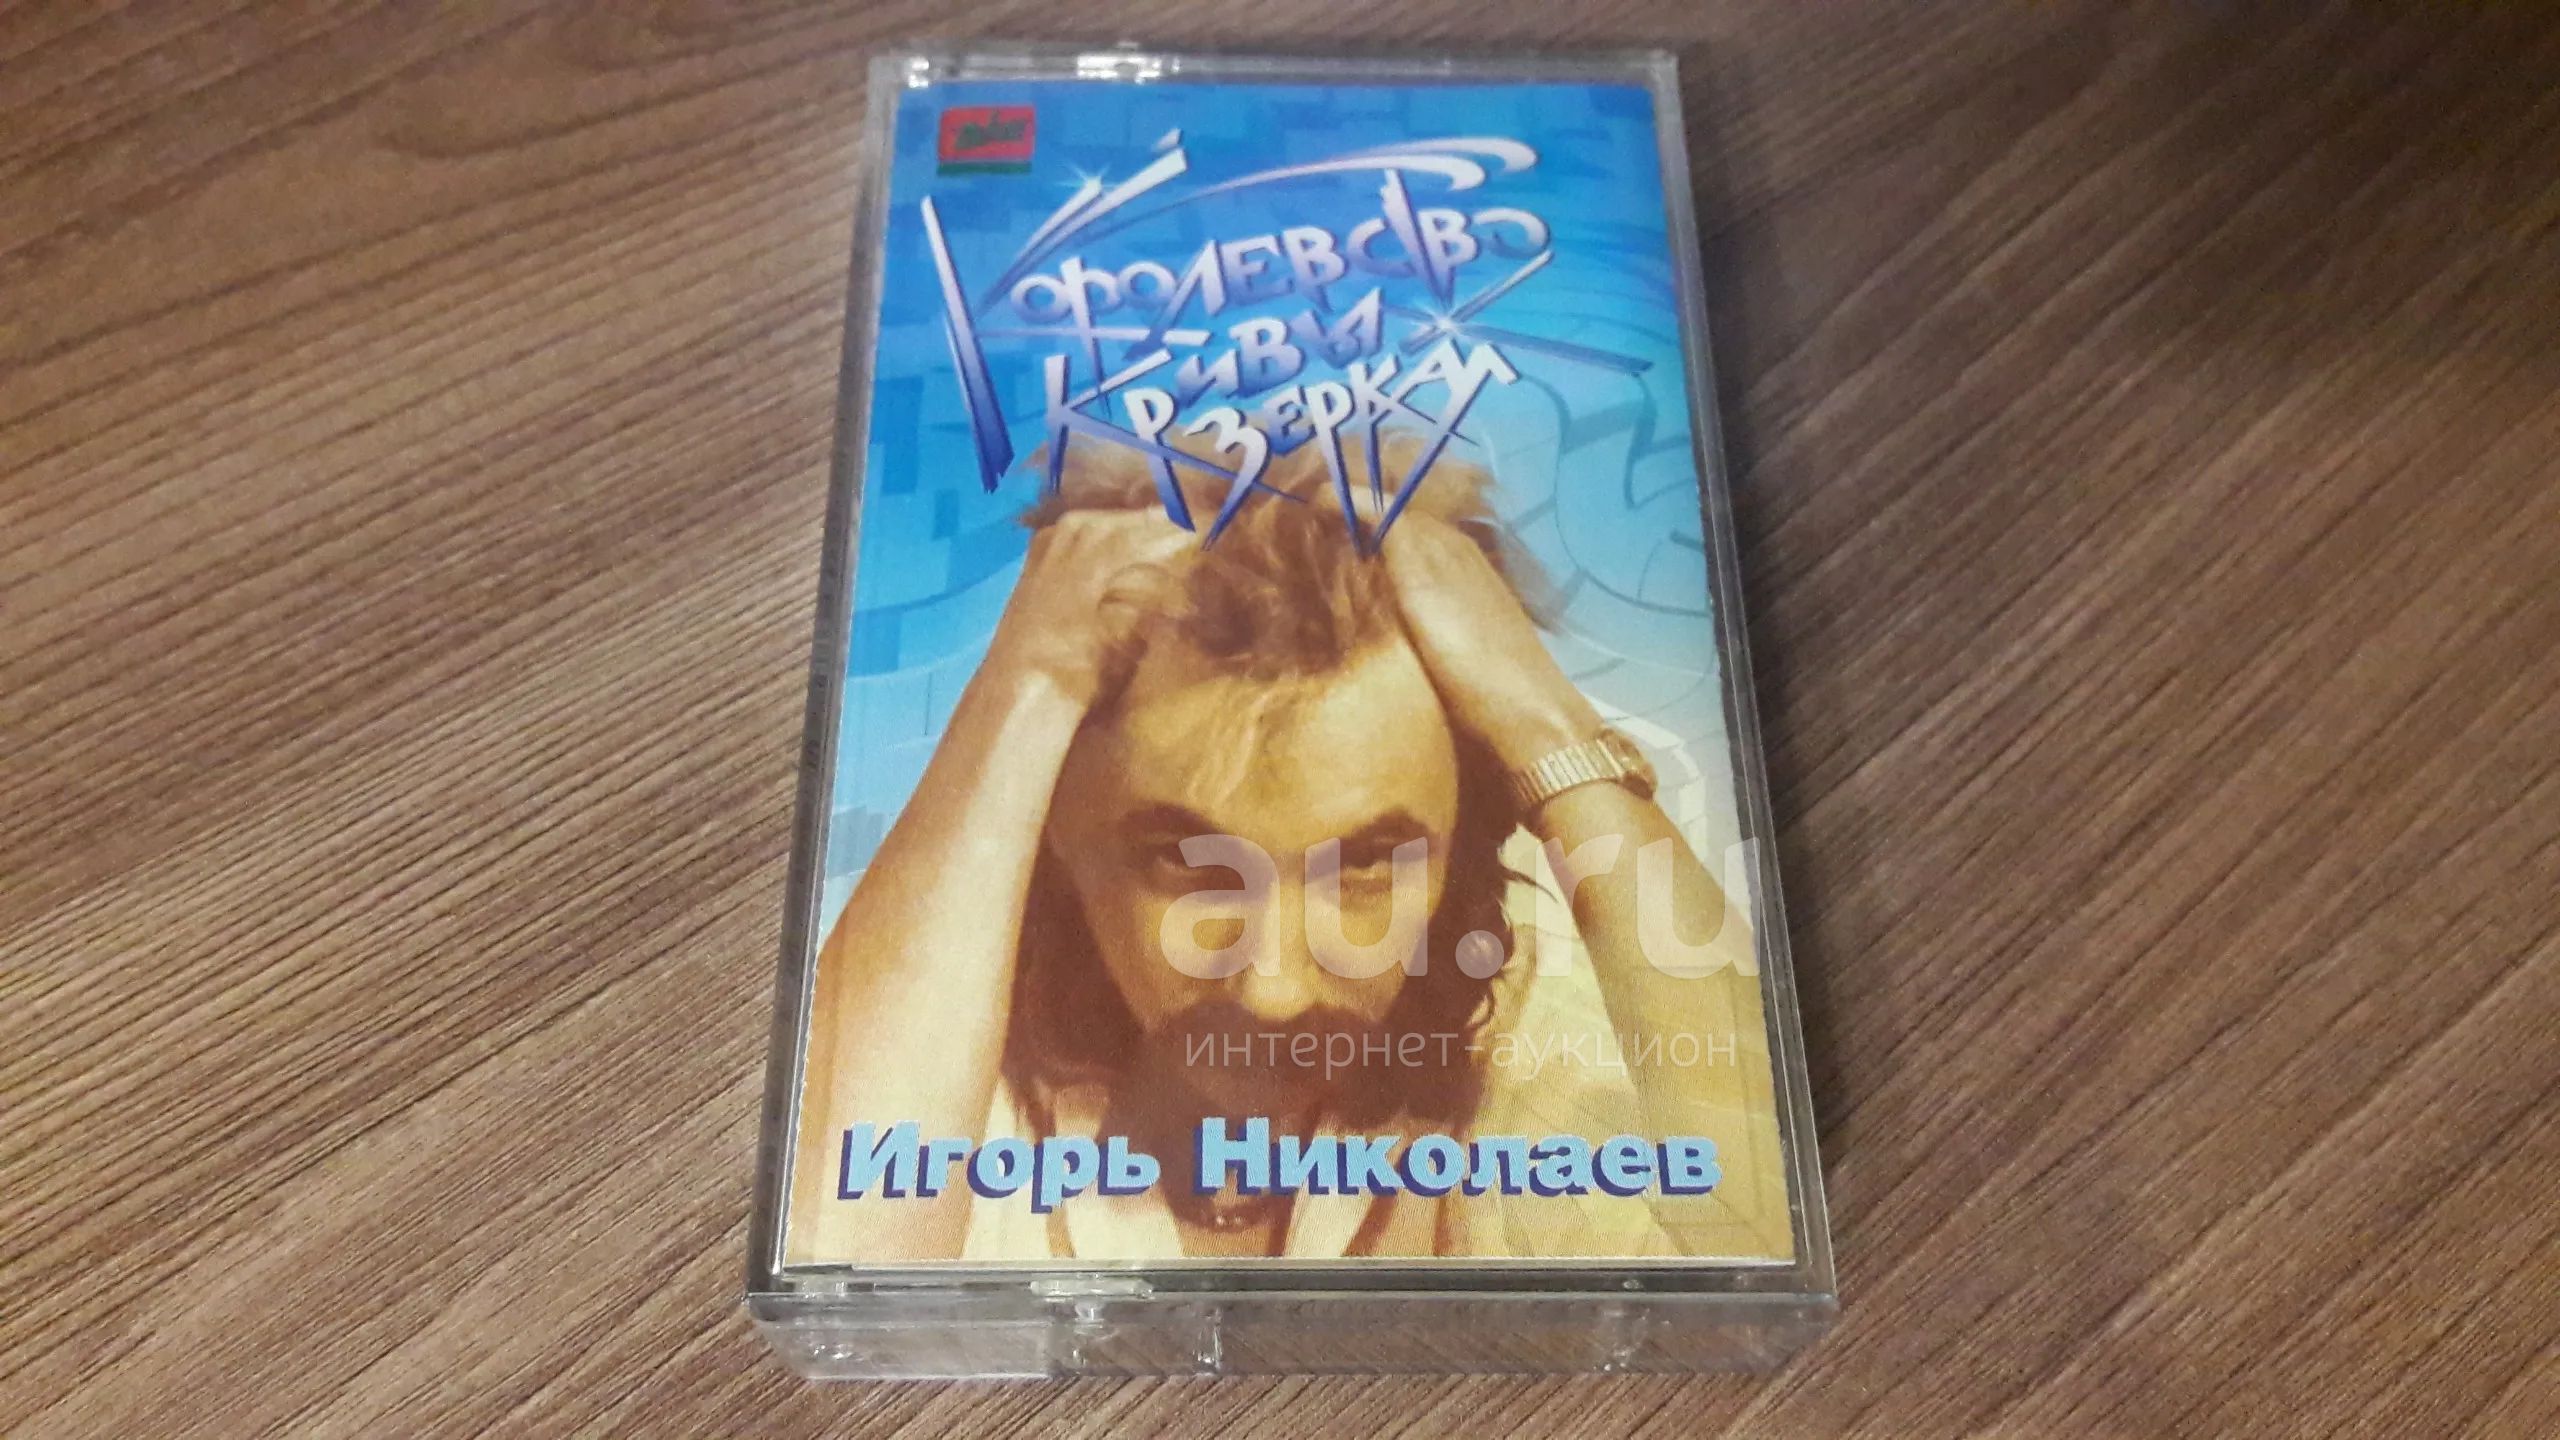 Королевство
Кривых
Зеркал
au.ru
интернет-аукцион
Игорь Николаев